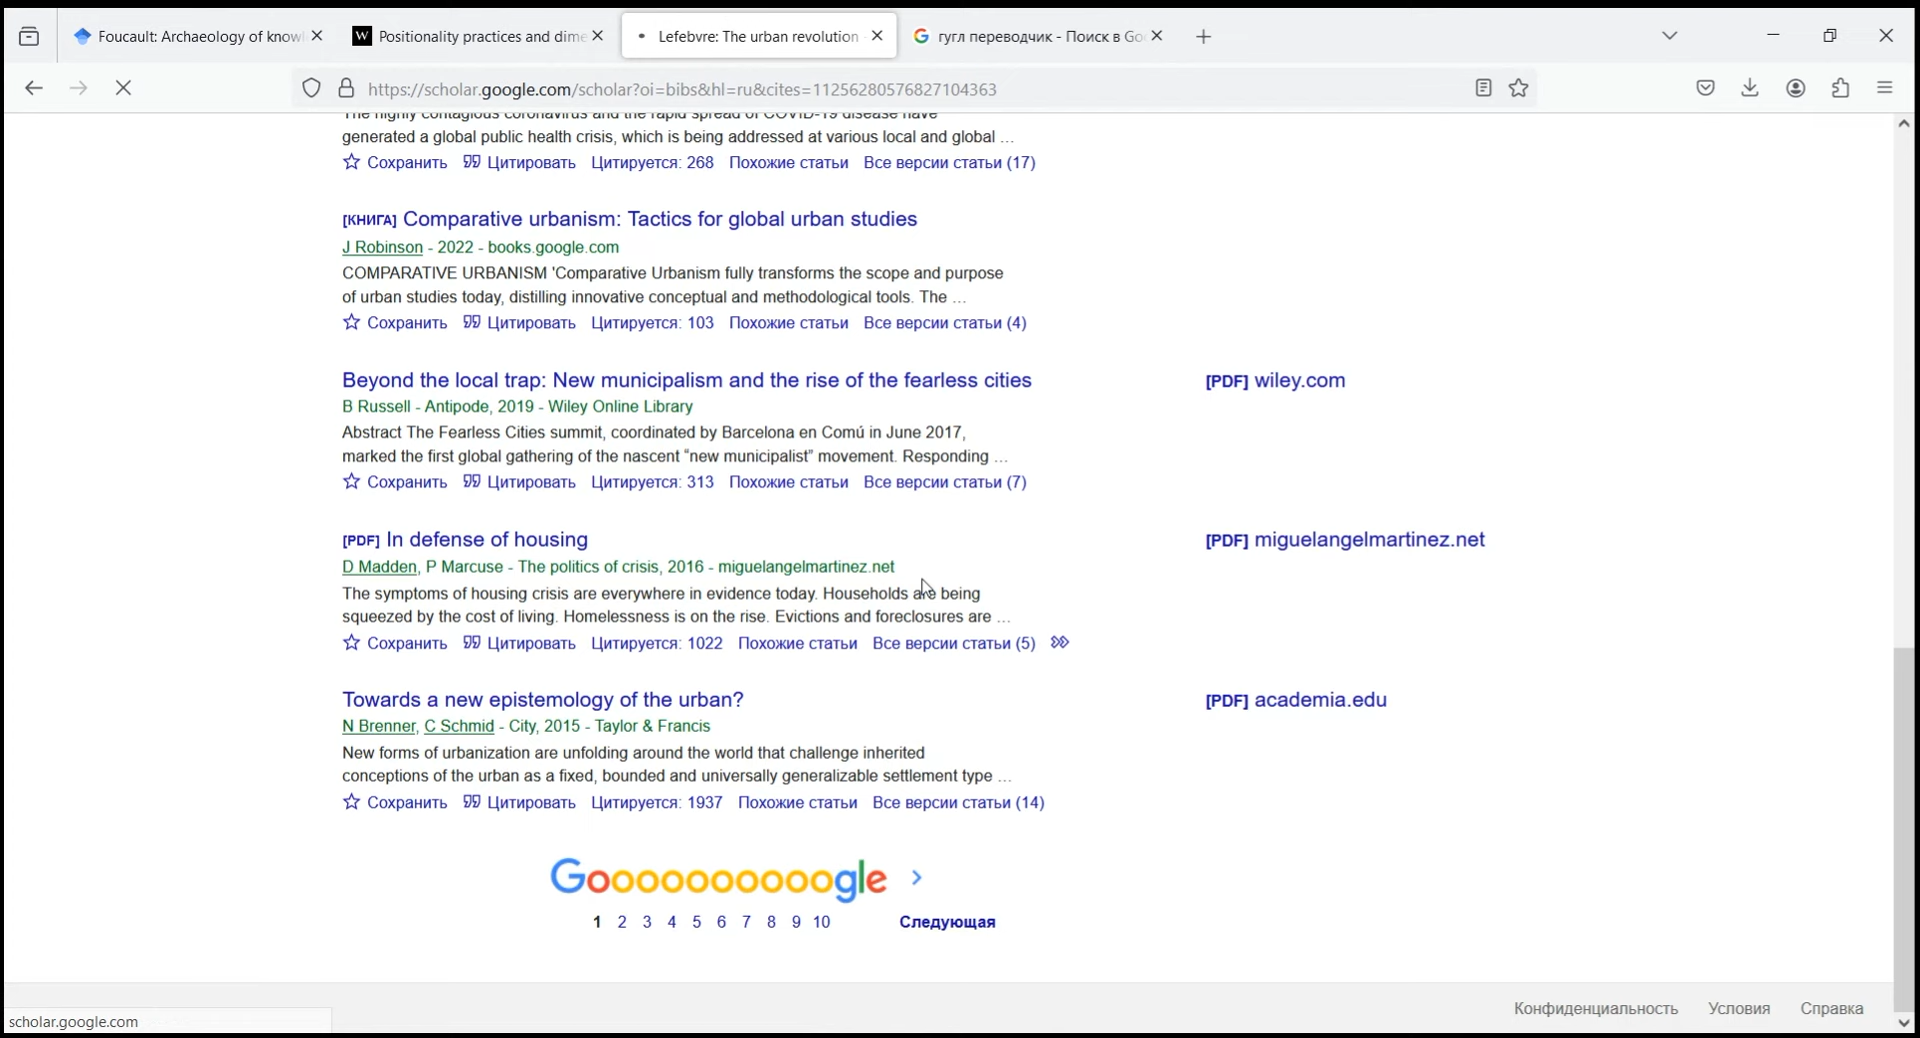 Foucault: Archaeology of know
Positionality practices and dime
Lefebvre: The urban revolution
гугл переводчик - Поиск в Go
https://scholar.google.com/scholar?oi=bibs&hl=ru&cites=11256280576827104363
The highly contagious coronavirus and the rapid spread of COVID-19 disease have
generated a global public health crisis, which is being addressed at various local and global ...
Сохранить Цитировать Цитируется: 268 Похожие статьи Все версии статьи (17)
[КНИГА] Comparative urbanism: Tactics for global urban studies
J Robinson - 2022 - books.google.com
COMPARATIVE URBANISM 'Comparative Urbanism fully transforms the scope and purpose
of urban studies today, distilling innovative conceptual and methodological tools. The ...
Сохранить Цитировать Цитируется: 103 Похожие статьи Все версии статьи (4)
Beyond the local trap: New municipalism and the rise of the fearless cities
[PDF] wiley.com
B Russell - Antipode, 2019 - Wiley Online Library
Abstract The Fearless Cities summit, coordinated by Barcelona en Comú in June 2017,
marked the first global gathering of the nascent “new municipalist” movement. Responding ...
Сохранить Цитировать Цитируется: 313 Похожие статьи Все версии статьи (7)
[PDF] In defense of housing
[PDF] miguelangelmartinez.net
D Madden, P Marcuse - The politics of crisis, 2016 - miguelangelmartinez.net
The symptoms of housing crisis are everywhere in evidence today. Households are being
squeezed by the cost of living. Homelessness is on the rise. Evictions and foreclosures are ...
Сохранить Цитировать Цитируется: 1022 Похожие статьи Все версии статьи (5)
Towards a new epistemology of the urban?
[PDF] academia.edu
N Brenner, C Schmid - City, 2015 - Taylor & Francis
New forms of urbanization are unfolding around the world that challenge inherited
conceptions of the urban as a fixed, bounded and universally generalizable settlement type ...
Сохранить Цитировать Цитируется: 1937 Похожие статьи Все версии статьи (14)
Goooooooooogle
1 2 3 4 5 6 7 8 9 10 Следующая
Конфиденциальность Условия Справка
scholar.google.com